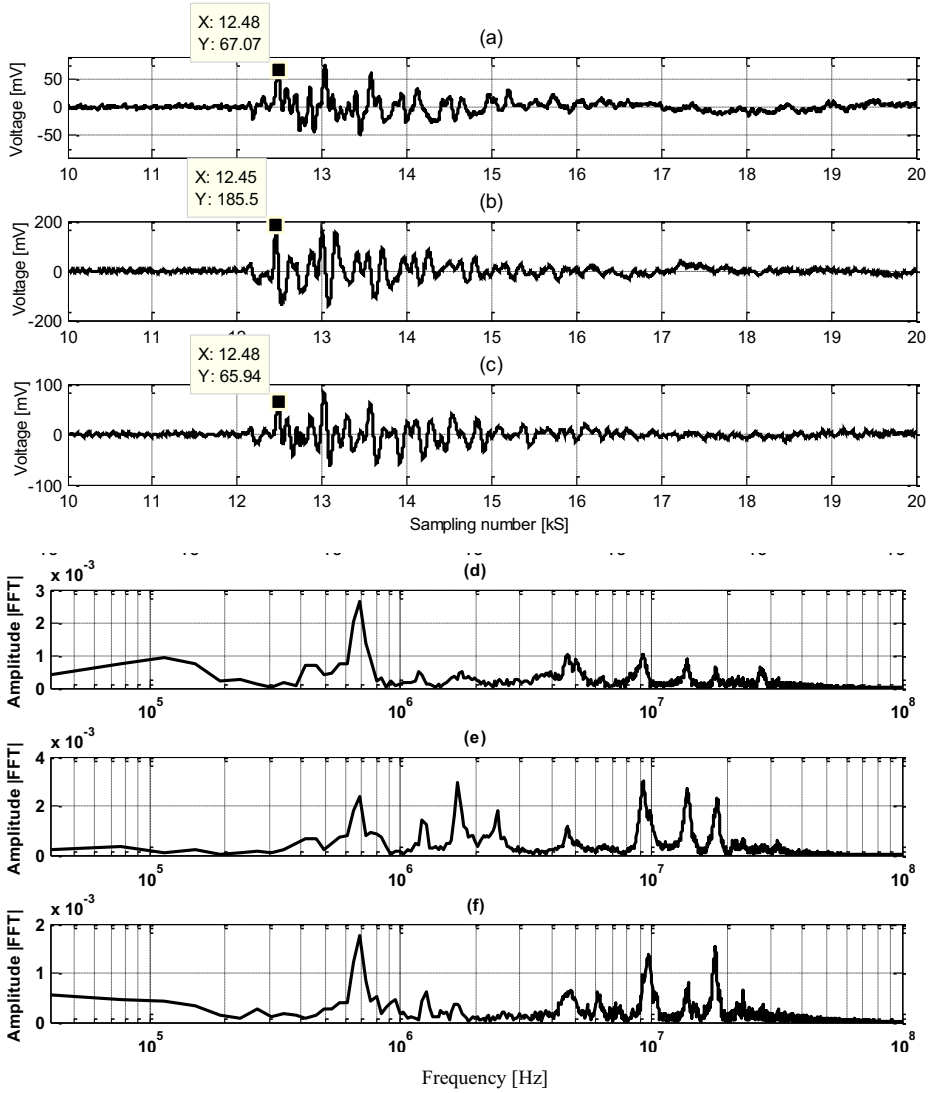 X: 12.48
Y: 67.07
(a)
Voltage [mV]
50
0
-50
10 11 12 13 14 15 16 17 18 19 20
X: 12.45
Y: 185.5
(b)
Voltage [mV]
200
0
-200
10 11 12 13 14 15 16 17 18 19 20
X: 12.48
Y: 65.94
(c)
Voltage [mV]
100
0
-100
10 11 12 13 14 15 16 17 18 19 20
Sampling number [kS]
(d)
x 10-3
Amplitude |FFT|
3
2
1
0
10^5 10^6 10^7 10^8
(e)
x 10-3
Amplitude |FFT|
4
2
0
10^5 10^6 10^7 10^8
(f)
x 10-3
Amplitude |FFT|
2
1
0
10^5 10^6 10^7 10^8
Frequency [Hz]